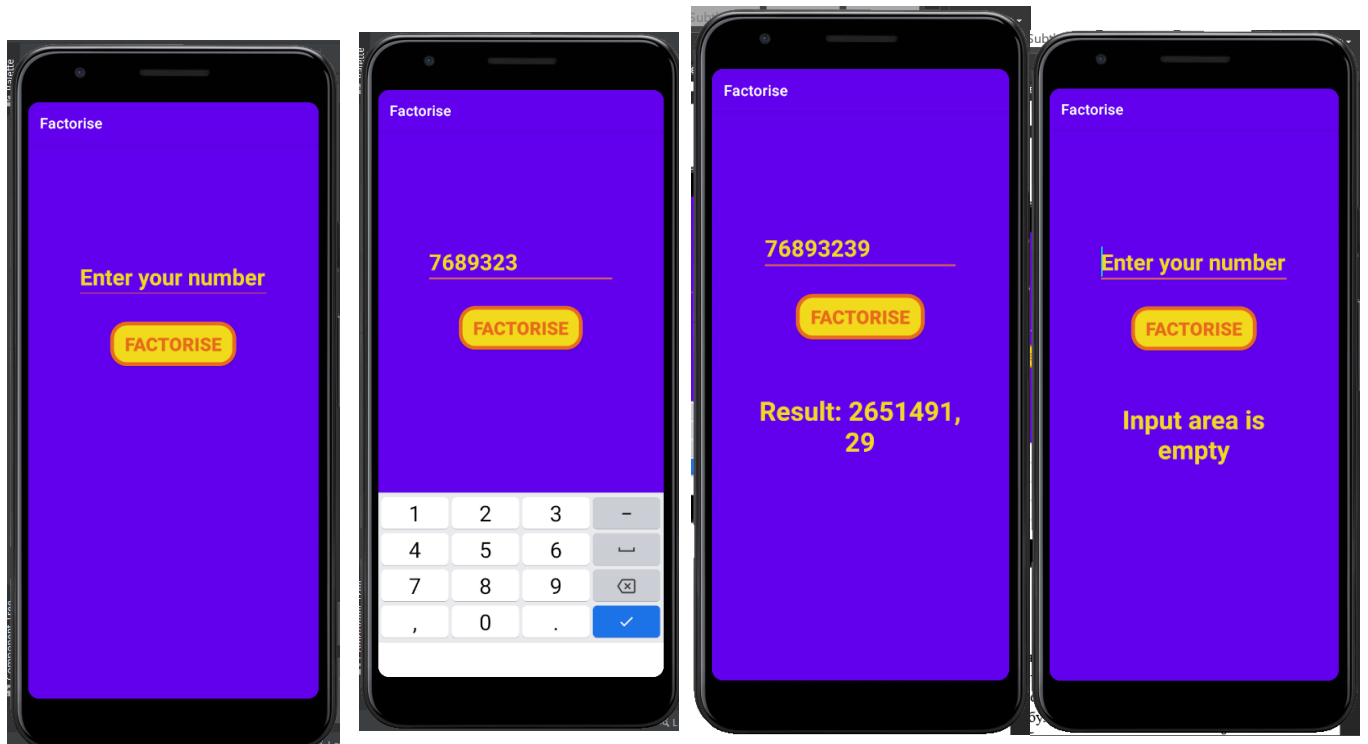 Factorise
Enter your number
FACTORISE
Factorise
7689323
FACTORISE
1 2 3 –
4 5 6
7 8 9
, 0 .
Factorise
76893239
FACTORISE
Result: 2651491,
29
Factorise
Enter your number
FACTORISE
Input area is
empty